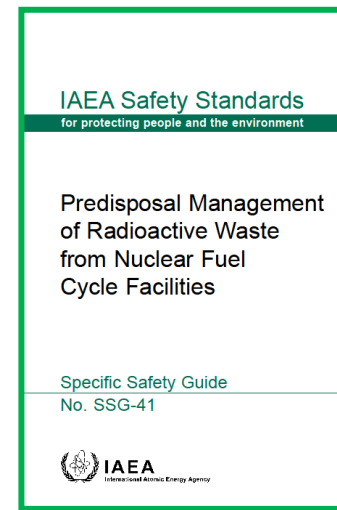 IAEA Safety Standards
for protecting people and the environment
Predisposal Management
of Radioactive Waste
from Nuclear Fuel
Cycle Facilities
Specific Safety Guide
No. SSG-41
IAEA
International Atomic Energy Agency